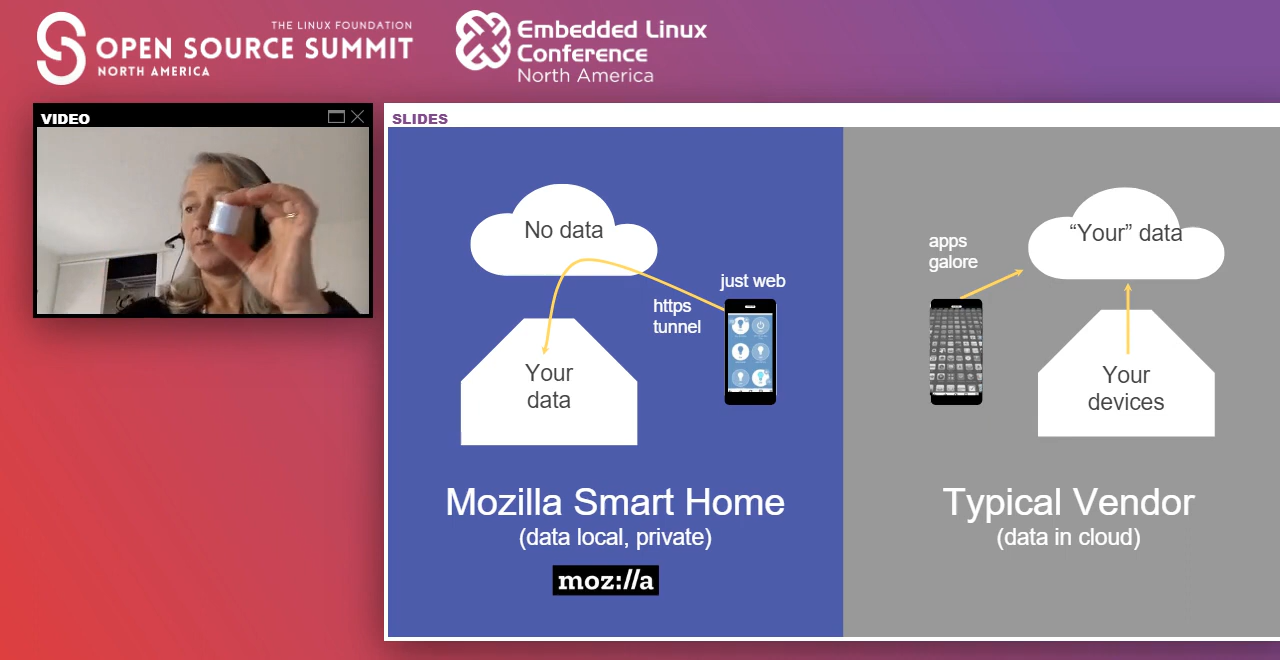 THE LINUX FOUNDATION
OPEN SOURCE SUMMIT
NORTH AMERICA
Embedded Linux
Conference
North America
VIDEO
SLIDES
No data
just web
https
tunnel
Your
data
Mozilla Smart Home
(data local, private)
moz://a
“Your” data
apps
galore
Your
devices
Typical Vendor
(data in cloud)